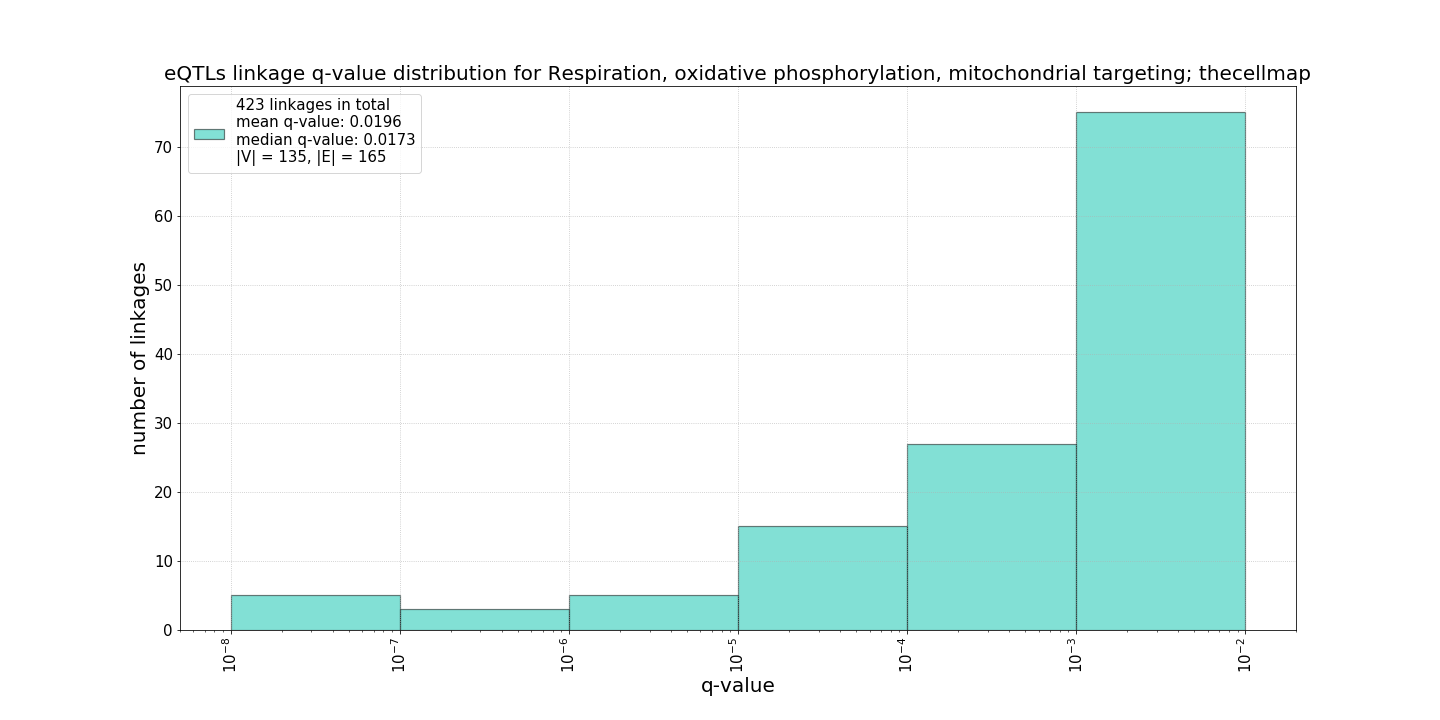 eQTLs linkage q-value distribution for Respiration, oxidative phosphorylation, mitochondrial targeting; thecellmap
423 linkages in total
mean q-value: 0.0196
median q-value: 0.0173
|V| = 135, |E| = 165
number of linkages
70
60
50
40
30
20
10
0
10⁻⁸ 10⁻⁷ 10⁻⁶ 10⁻⁵ 10⁻⁴ 10⁻³ 10⁻²
q-value